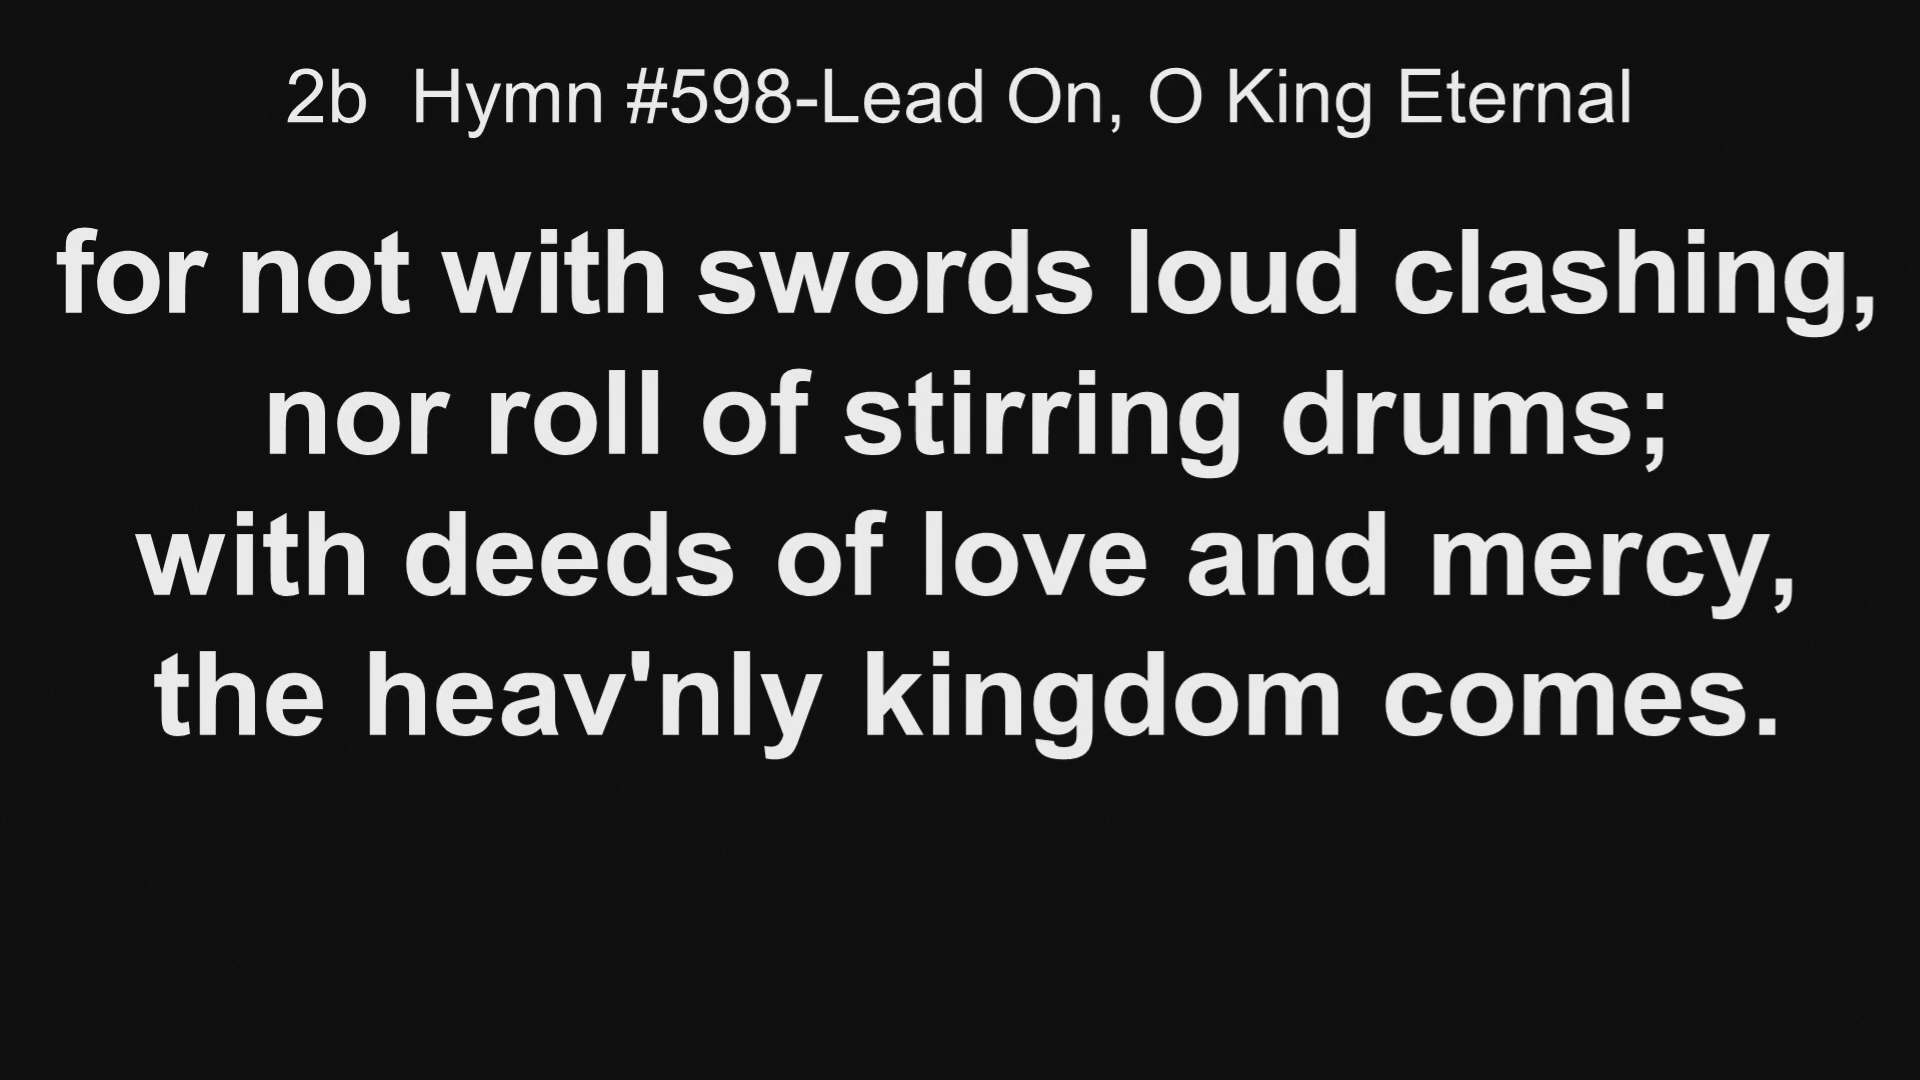 2b  Hymn #598-Lead On, O King Eternal
for not with swords loud clashing,
nor roll of stirring drums;
with deeds of love and mercy,
the heav'nly kingdom comes.